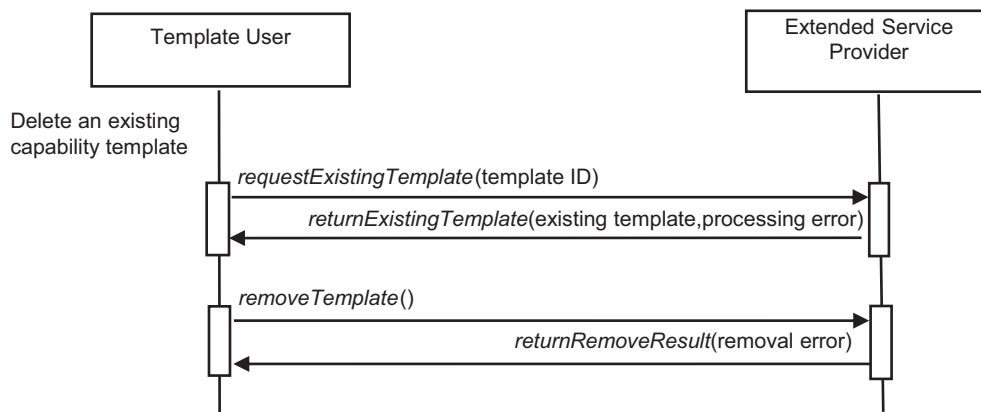 Template User
Extended Service
Provider
Delete an existing
capability template
requestExistingTemplate(template ID)
returnExistingTemplate(existing template,processing error)
removeTemplate()
returnRemoveResult(removal error)